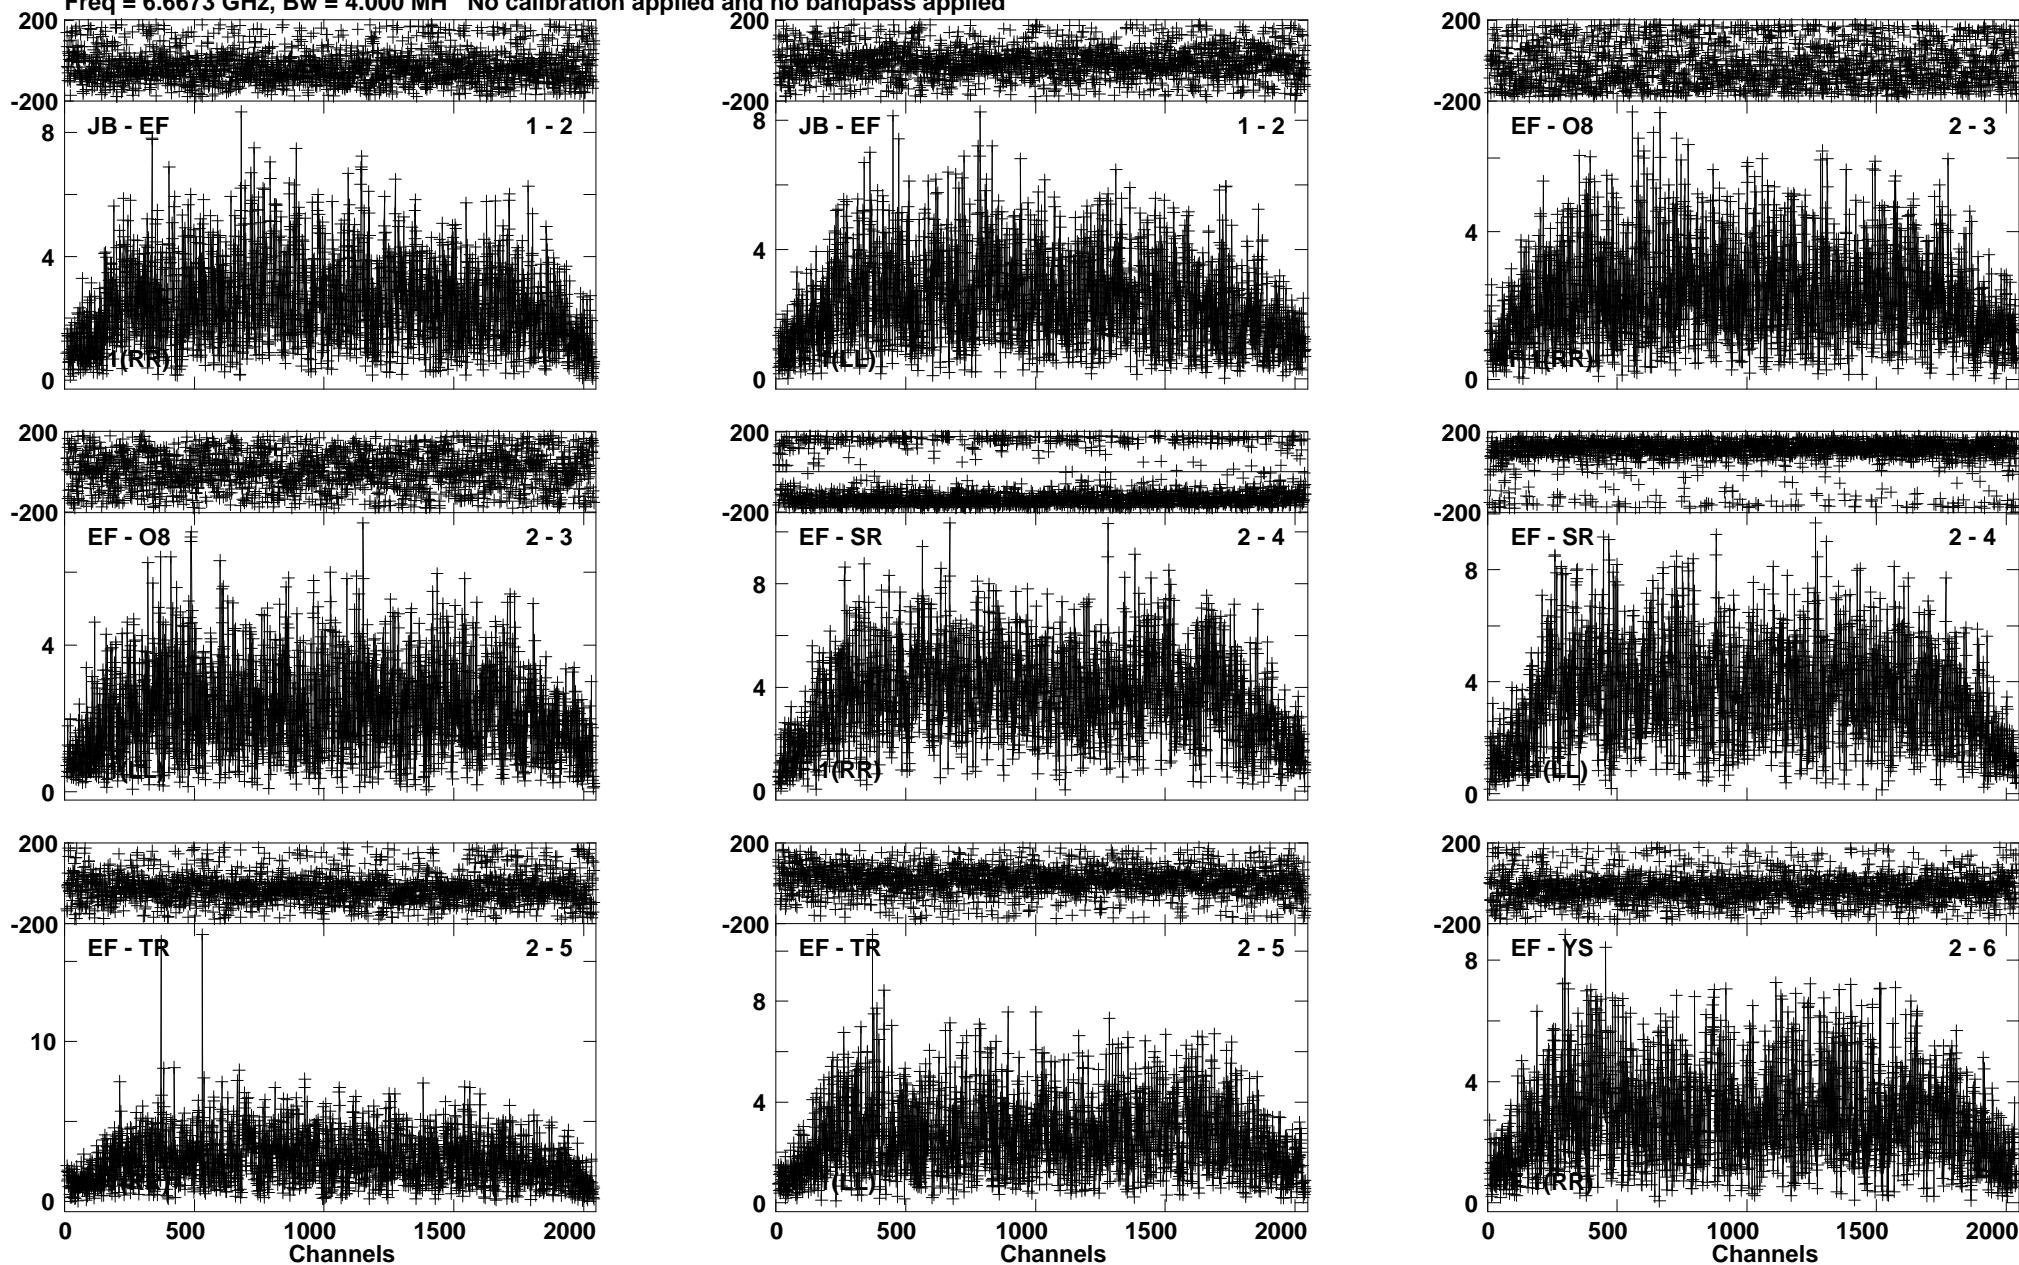 Freq = 6.6673 GHz, Bw = 4.000 MH No calibration applied and no bandpass applied
200 200 200
-200 -200 -200
JB - EF 1 - 2 JB - EF 1 - 2 EF - O8 2 - 3
8 8
4 4 4
1(RR) (LL) (RR)
0 0 0
200 200 200
-200 -200 -200
EF - O8 2 - 3 EF - SR 2 - 4 EF - SR 2 - 4
8 8
4 4 4
(LL) 1(RR) 1(LL)
0 0 0
200 200 200
-200 -200 -200
EF - TR 2 - 5 EF - TR 2 - 5 EF - YS 2 - 6
10 8 8
4 4
(LL) (RR)
0 0 0
0 500 1000 1500 2000 0 500 1000 1500 2000 0 500 1000 1500 2000
Channels Channels Channels